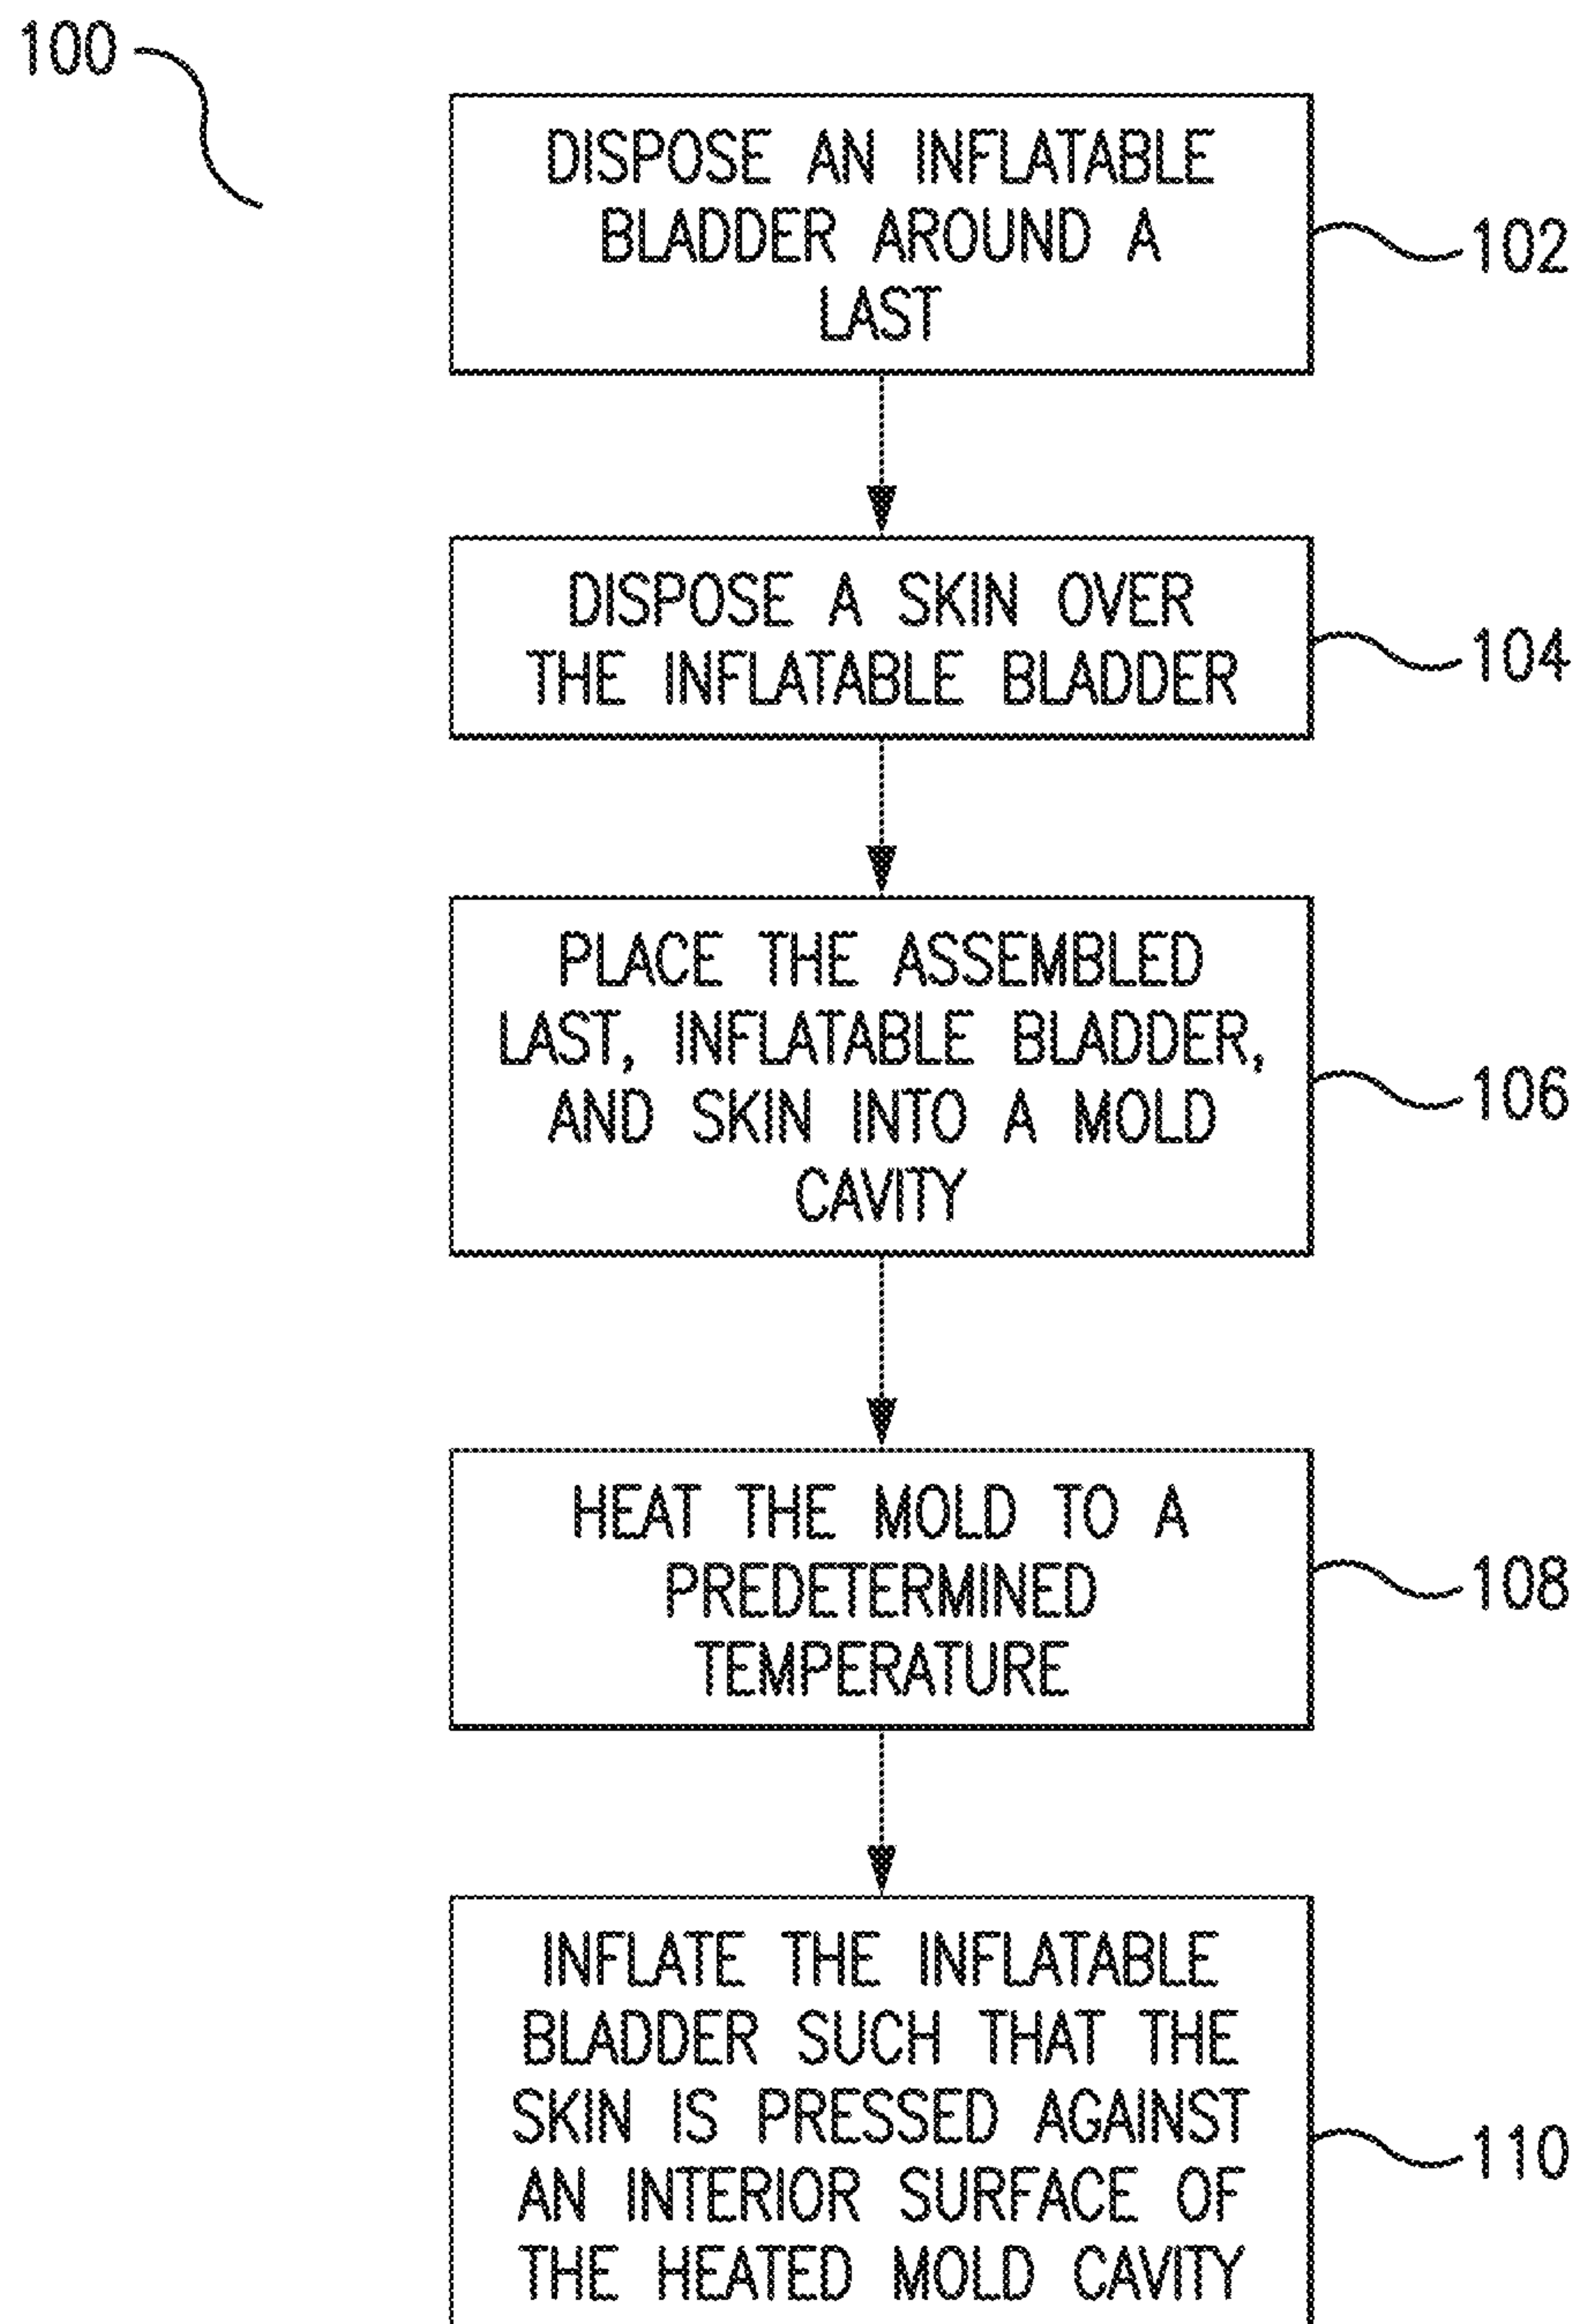 100
DISPOSE AN INFLATABLE
BLADDER AROUND A
LAST
102
DISPOSE A SKIN OVER
THE INFLATABLE BLADDER
104
PLACE THE ASSEMBLED
LAST, INFLATABLE BLADDER,
AND SKIN INTO A MOLD
CAVITY
106
HEAT THE MOLD TO A
PREDETERMINED
TEMPERATURE
108
INFLATE THE INFLATABLE
BLADDER SUCH THAT THE
SKIN IS PRESSED AGAINST
AN INTERIOR SURFACE OF
THE HEATED MOLD CAVITY
110